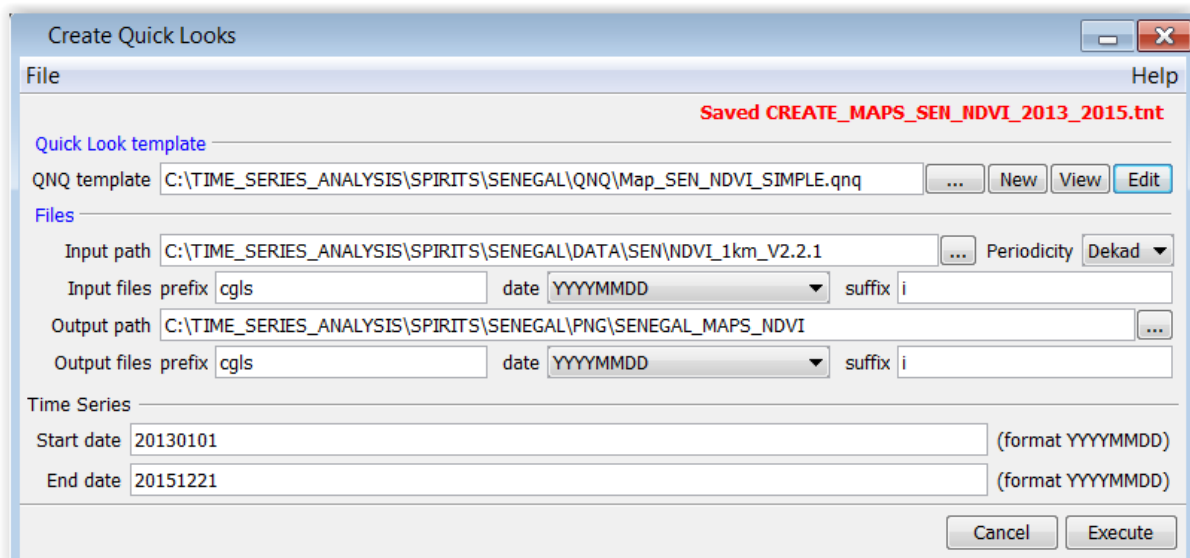 Create Quick Looks
File Help
Saved CREATE_MAPS_SEN_NDVI_2013_2015.tnt
Quick Look template
QNQ template C:\TIME_SERIES_ANALYSIS\SPIRITS\SENEGAL\QNQ\Map_SEN_NDVI_SIMPLE.qnq ... New View Edit
Files
Input path C:\TIME_SERIES_ANALYSIS\SPIRITS\SENEGAL\DATA\SEN\NDVI_1km_V2.2.1 ... Periodicity Dekad
Input files prefix cgls date YYYYMMDD suffix i
Output path C:\TIME_SERIES_ANALYSIS\SPIRITS\SENEGAL\PNG\SENEGAL_MAPS_NDVI ...
Output files prefix cgls date YYYYMMDD suffix i
Time Series
Start date 20130101 (format YYYYMMDD)
End date 20151221 (format YYYYMMDD)
Cancel Execute